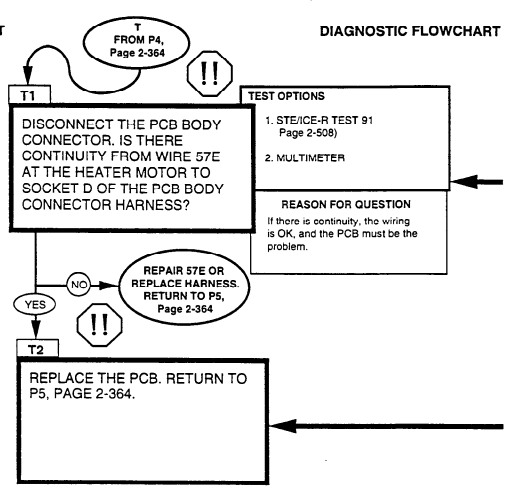 T
DIAGNOSTIC FLOWCHART
T
FROM P4,
Page 2-364
!!
T1
DISCONNECT THE PCB BODY
CONNECTOR. IS THERE
CONTINUITY FROM WIRE 57E
AT THE HEATER MOTOR TO
SOCKET D OF THE PCB BODY
CONNECTOR HARNESS?
TEST OPTIONS
1. STE/ICE-R TEST 91
Page 2-508)
2. MULTIMETER
REASON FOR QUESTION
If there is continuity, the wiring
is OK, and the PCB must be the
problem.
NO
REPAIR 57E OR
REPLACE HARNESS.
RETURN TO P5,
Page 2-364
YES
!!
T2
REPLACE THE PCB. RETURN TO
P5, PAGE 2-364.